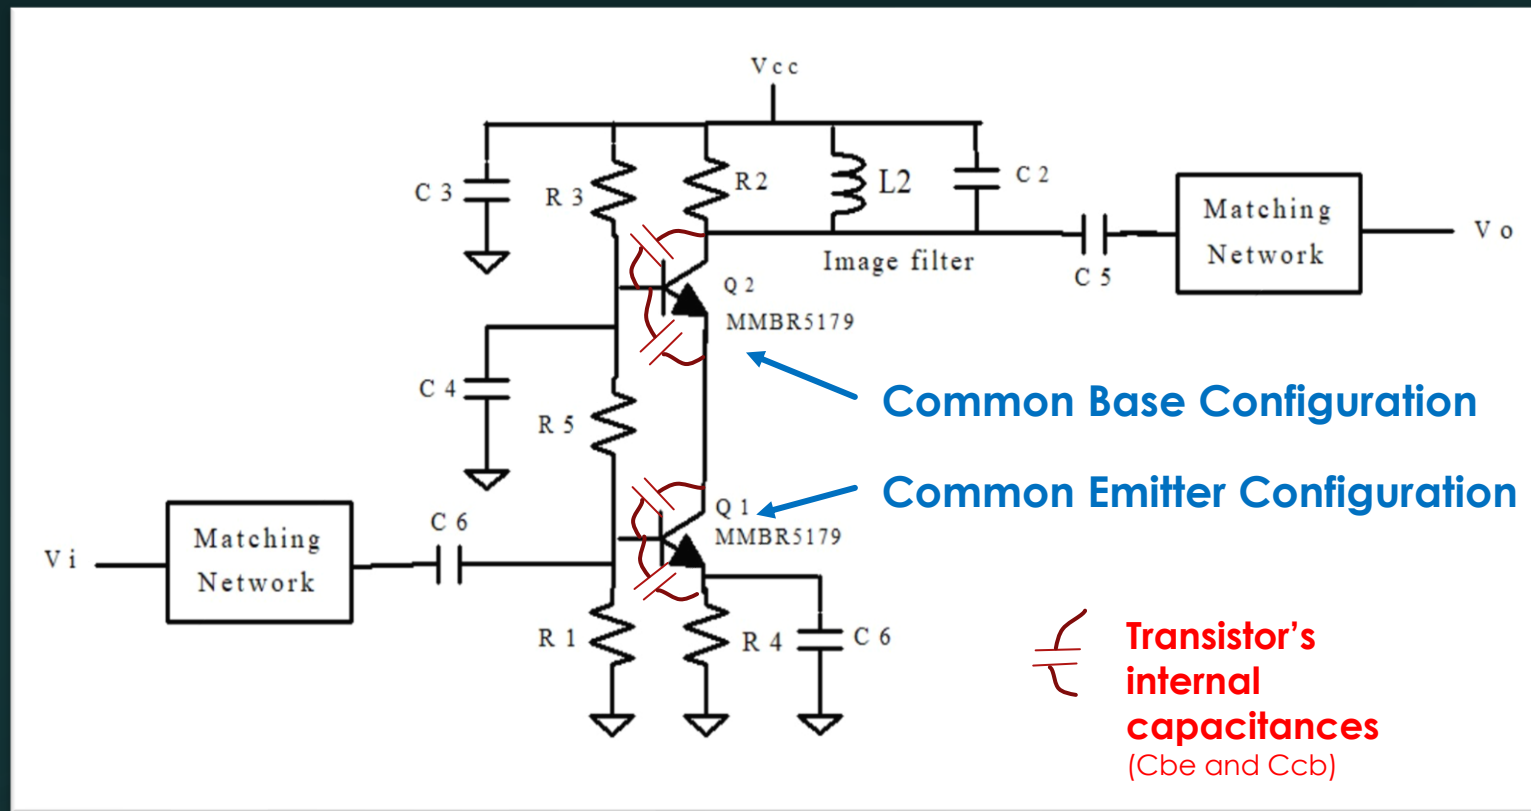 Vcc
C 3
R 3
R2
L2
C 2
Matching
Network
V o
Image filter
C 5
Q 2
MMBR5179
C 4
R 5
Common Base Configuration
Common Emitter Configuration
Q 1
MMBR5179
C 6
Matching
Network
V i
R 1
R 4
C 6
Transistor’s
internal
capacitances
(Cbe and Ccb)